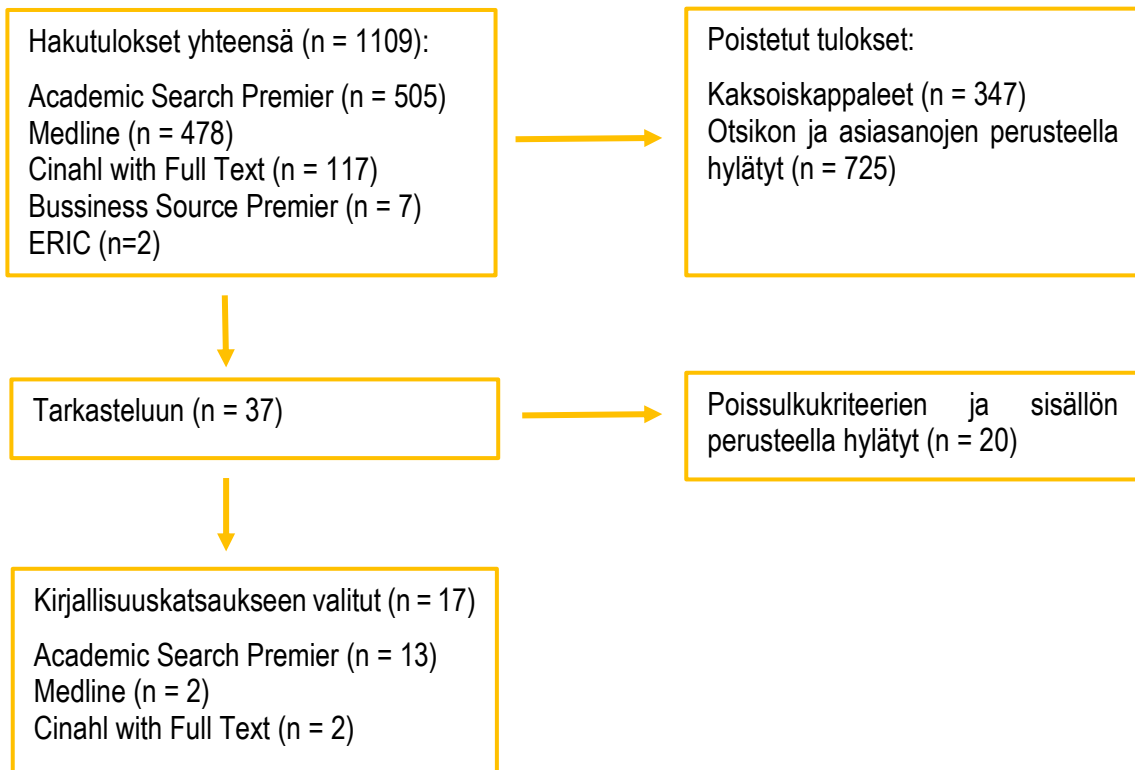 Hakutulokset yhteensä (n = 1109):
Academic Search Premier (n = 505)
Medline (n = 478)
Cinahl with Full Text (n = 117)
Bussiness Source Premier (n = 7)
ERIC (n=2)
Poistetut tulokset:
Kaksoiskappaleet (n = 347)
Otsikon ja asiasanojen perusteella
hylätyt (n = 725)
Tarkasteluun (n = 37)
Poissulkukriteerien ja sisällön
perusteella hylätyt (n = 20)
Kirjallisuuskatsaukseen valitut (n = 17)
Academic Search Premier (n = 13)
Medline (n = 2)
Cinahl with Full Text (n = 2)